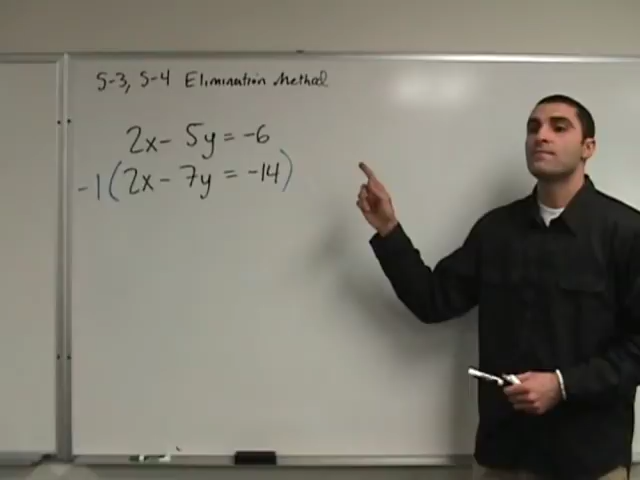 5-3, 5-4 Elimination Method
2x - 5y = -6
-1(2x - 7y = -14)